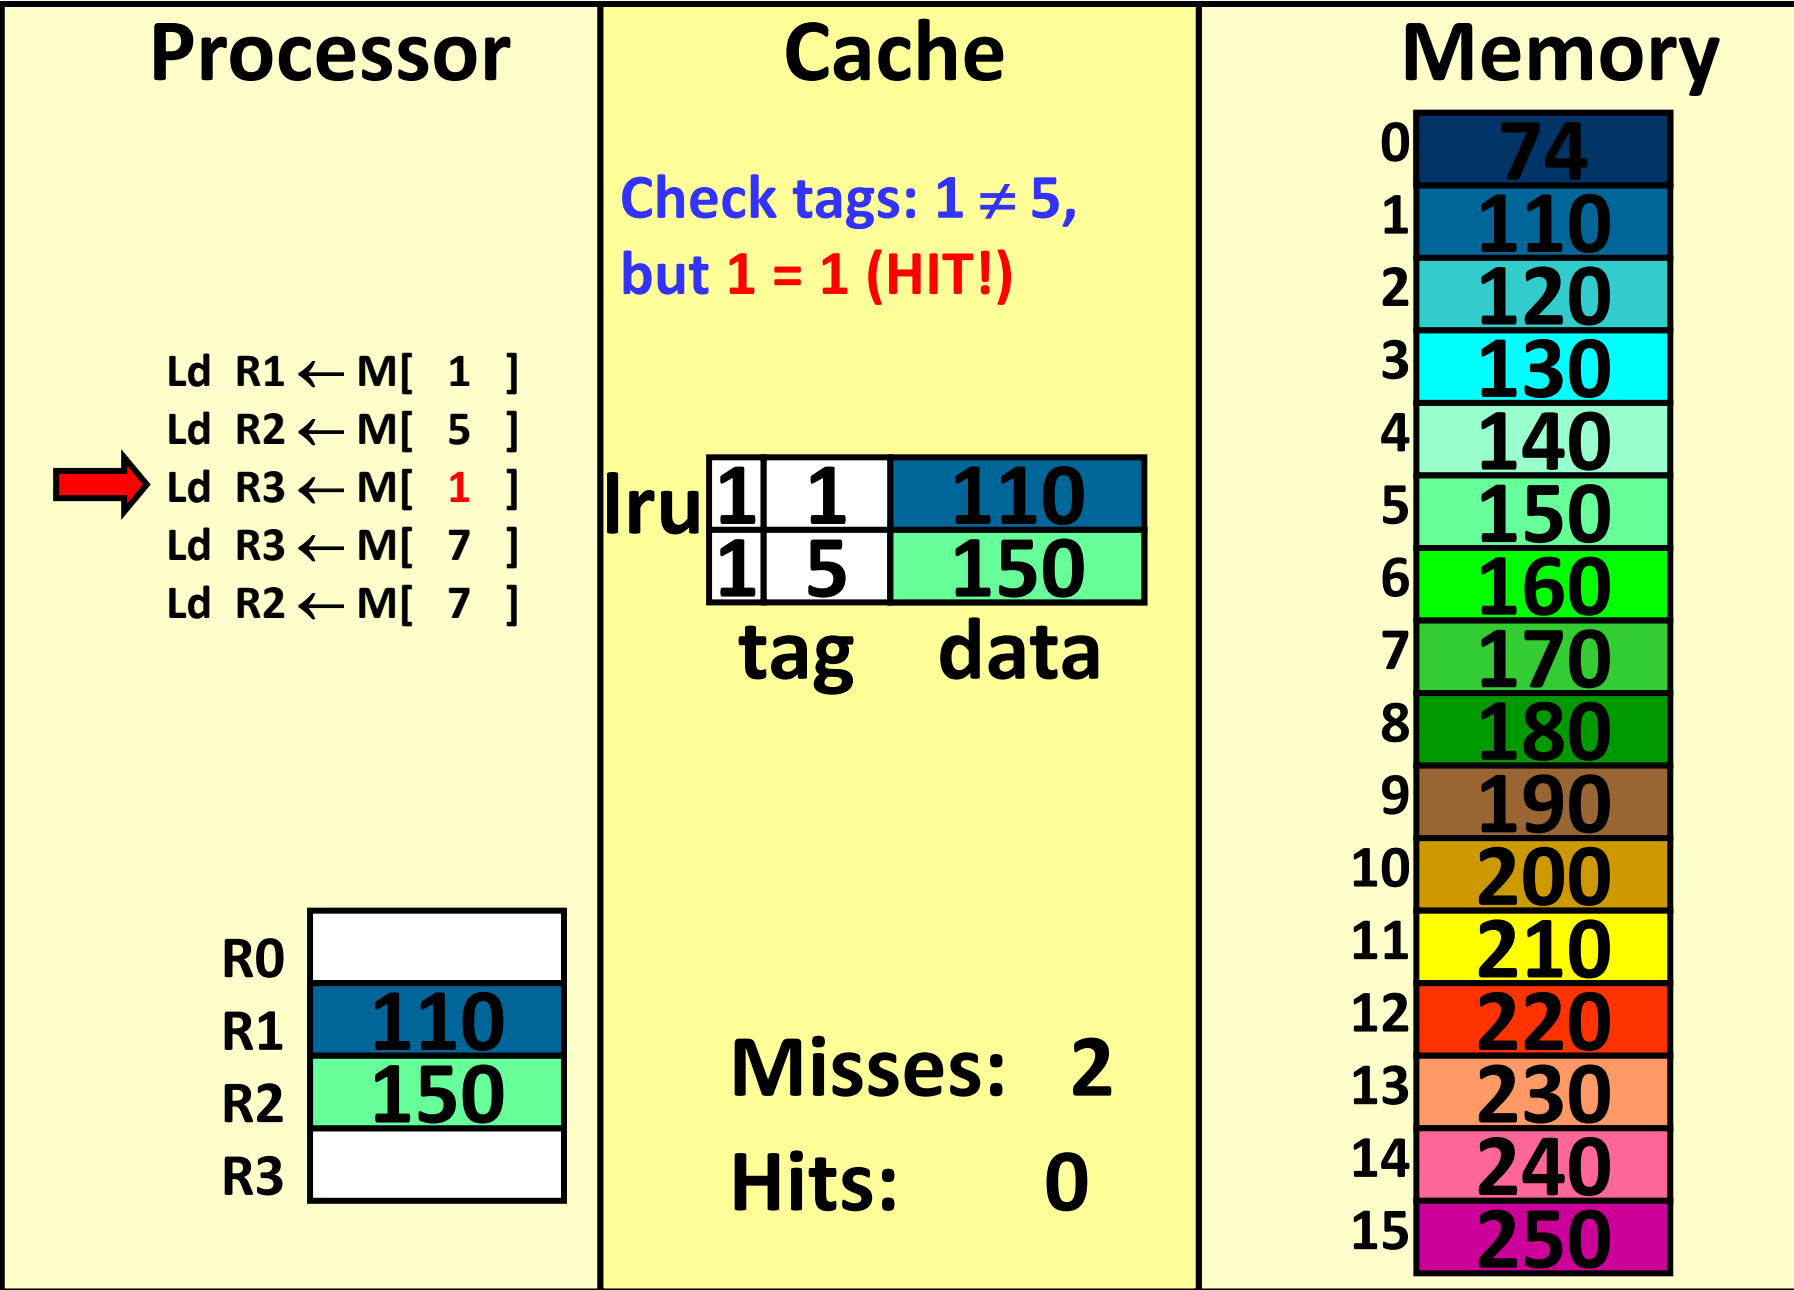 Processor
Ld R1 ← M[ 1 ]
Ld R2 ← M[ 5 ]
Ld R3 ← M[ 1 ]
Ld R3 ← M[ 7 ]
Ld R2 ← M[ 7 ]
R0
R1 110
R2 150
R3
Cache
Check tags: 1 ≠ 5,
but 1 = 1 (HIT!)
lru
1 1 110
1 5 150
tag data
Misses: 2
Hits: 0
Memory
0 74
1 110
2 120
3 130
4 140
5 150
6 160
7 170
8 180
9 190
10 200
11 210
12 220
13 230
14 240
15 250